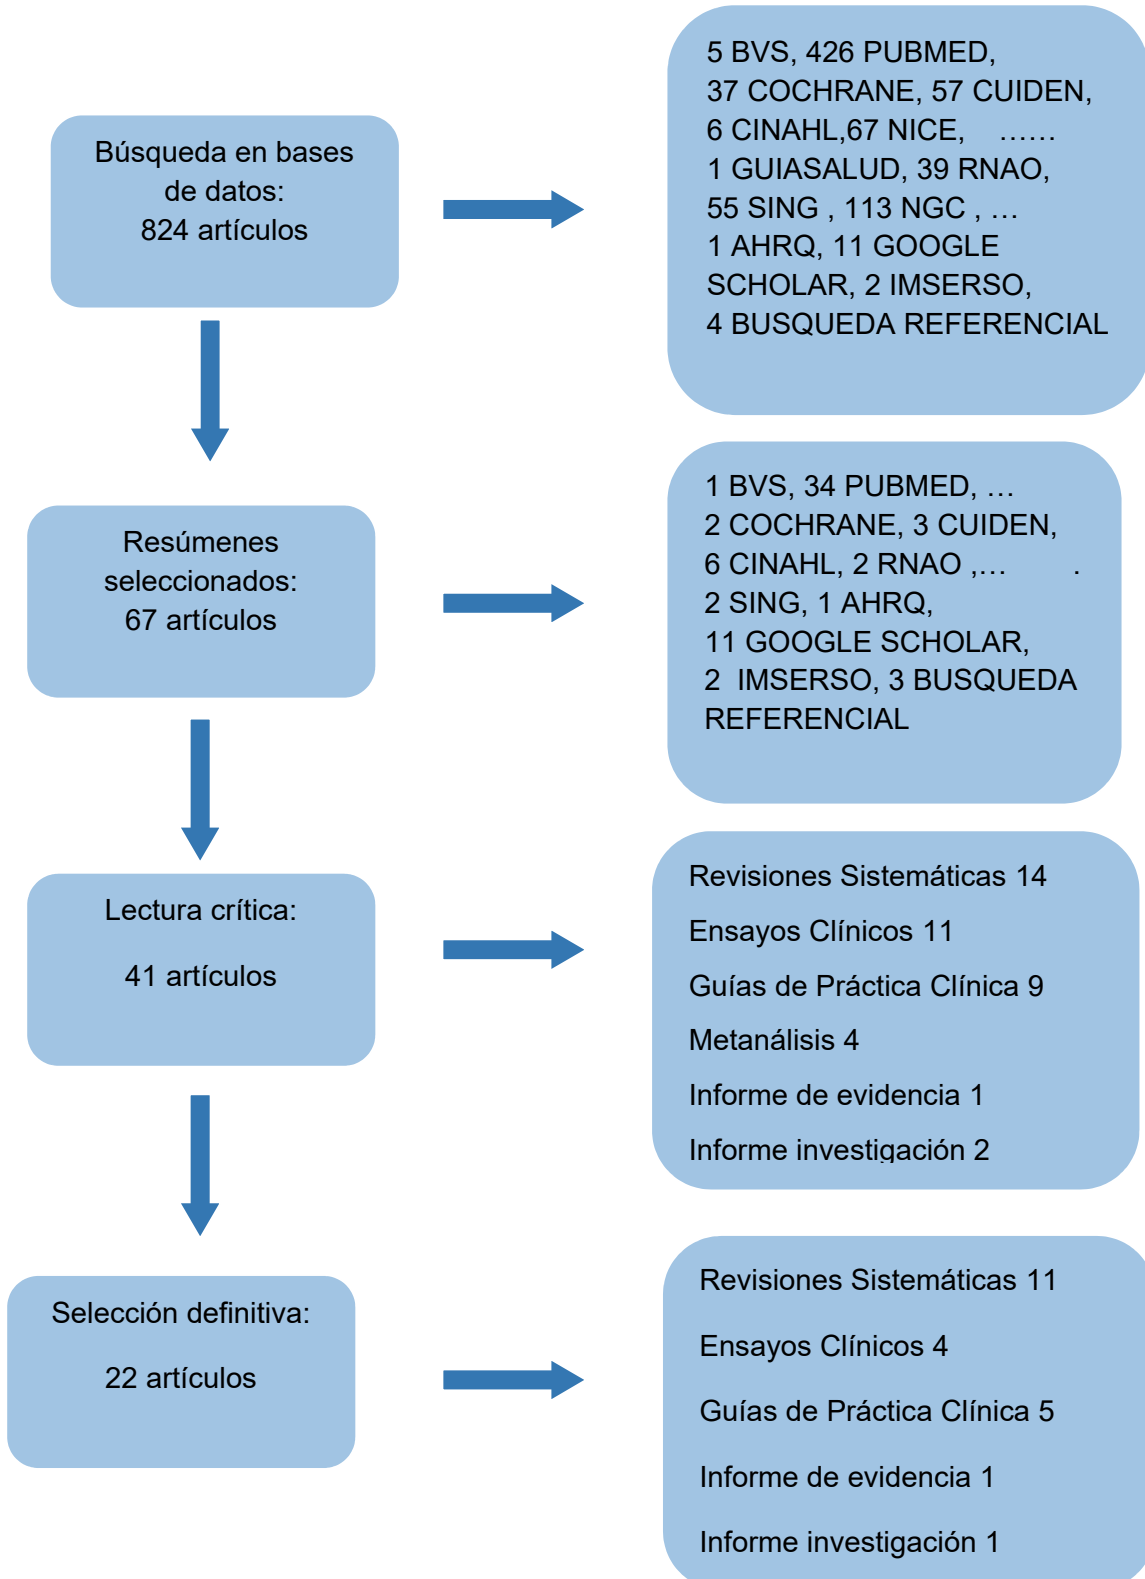 Búsqueda en bases
de datos:
824 artículos
5 BVS, 426 PUBMED,
37 COCHRANE, 57 CUIDEN,
6 CINAHL,67 NICE, ……
1 GUIASALUD, 39 RNAO,
55 SING , 113 NGC , …
1 AHRQ, 11 GOOGLE
SCHOLAR, 2 IMSERSO,
4 BUSQUEDA REFERENCIAL
Resúmenes
seleccionados:
67 artículos
1 BVS, 34 PUBMED, …
2 COCHRANE, 3 CUIDEN,
6 CINAHL, 2 RNAO ,… .
2 SING, 1 AHRQ,
11 GOOGLE SCHOLAR,
2 IMSERSO, 3 BUSQUEDA
REFERENCIAL
Lectura crítica:
41 artículos
Revisiones Sistemáticas 14
Ensayos Clínicos 11
Guías de Práctica Clínica 9
Metanálisis 4
Informe de evidencia 1
Informe investigación 2
Selección definitiva:
22 artículos
Revisiones Sistemáticas 11
Ensayos Clínicos 4
Guías de Práctica Clínica 5
Informe de evidencia 1
Informe investigación 1